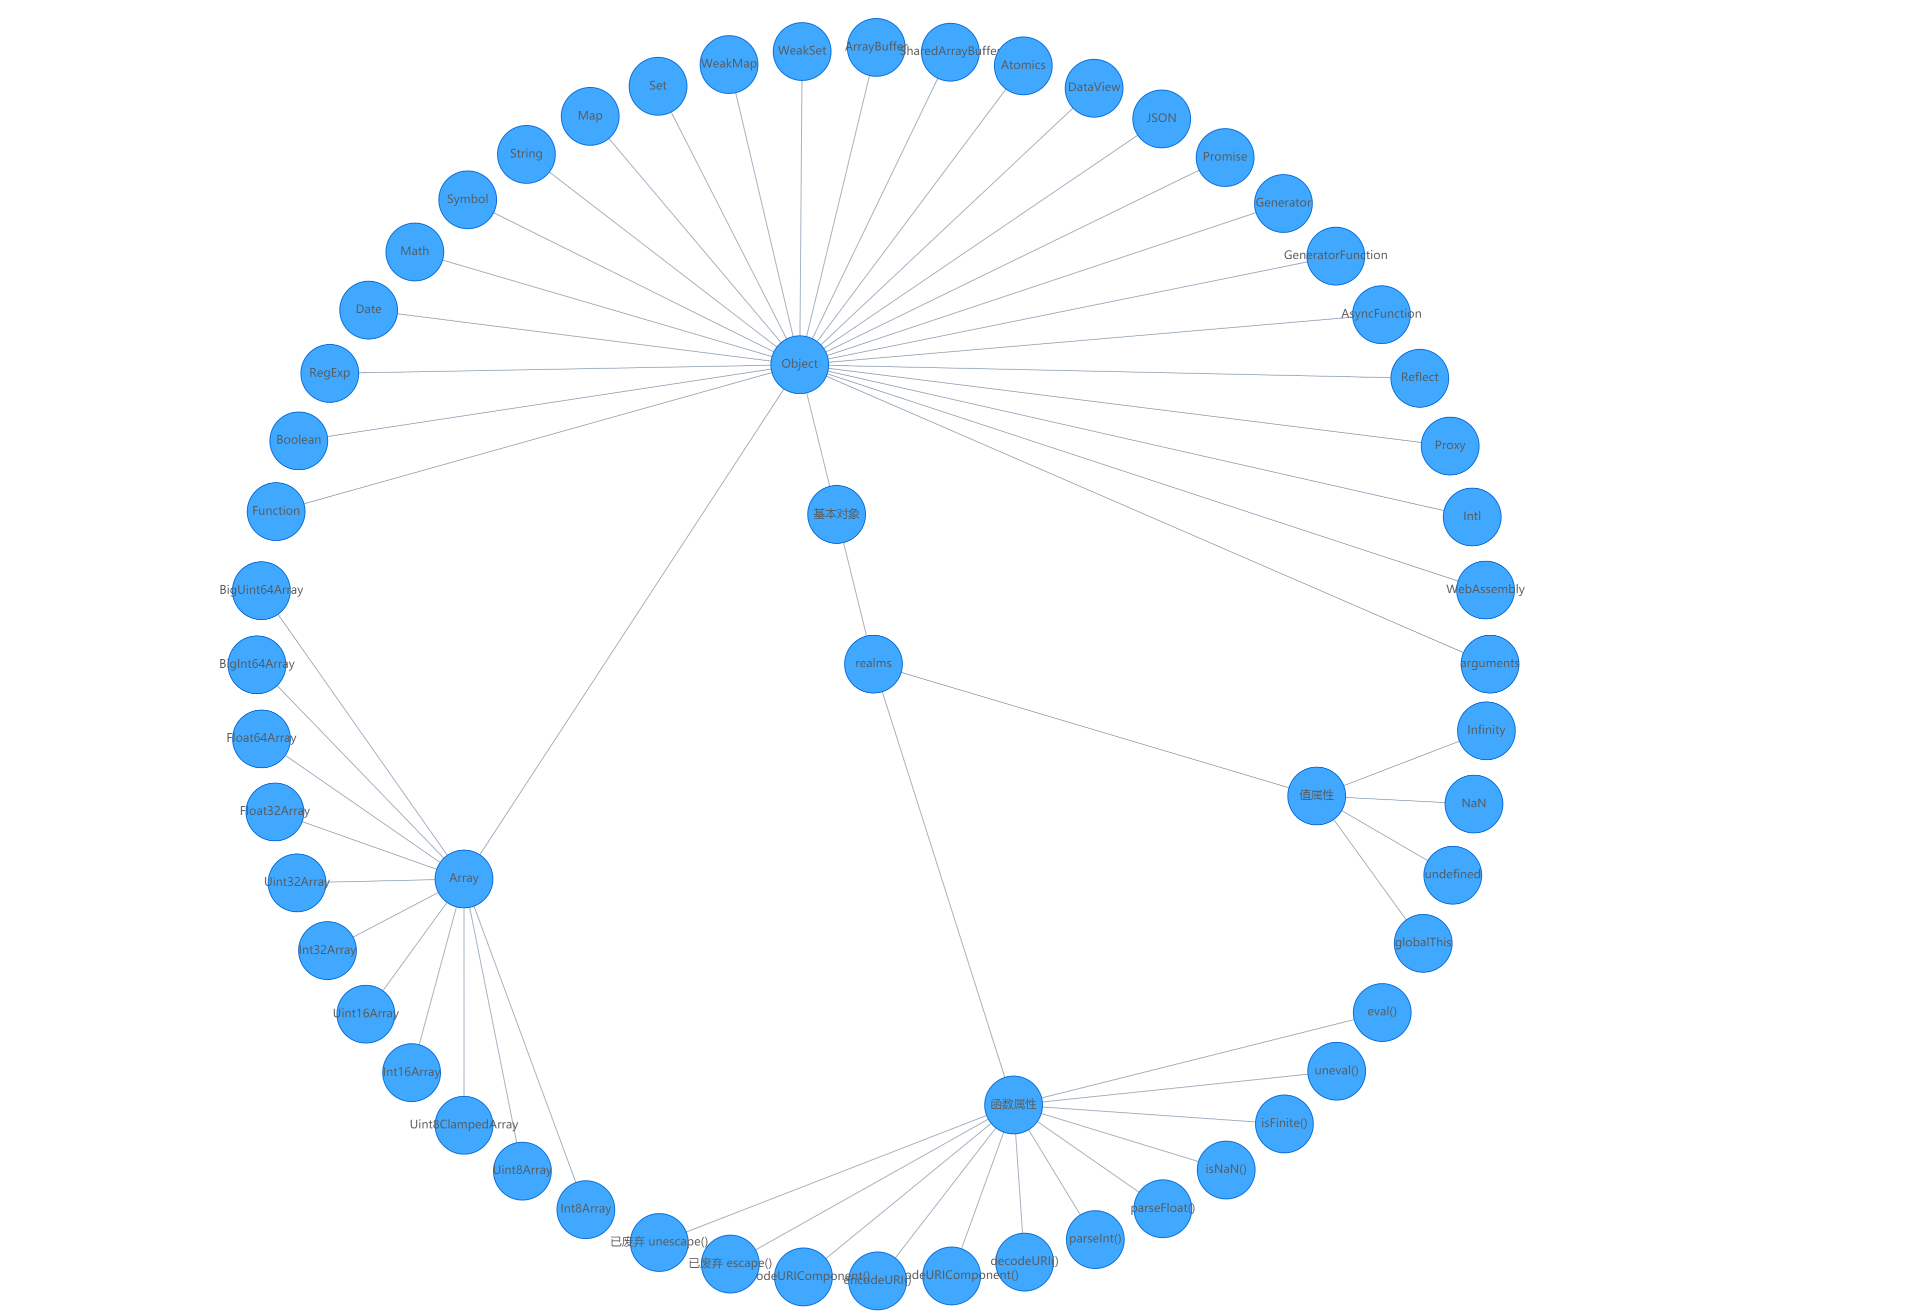 ArrayBuffer
WeakSet
SharedArrayBuffer
WeakMap
Atomics
Set
DataView
Map
JSON
String
Promise
Symbol
Generator
Math
GeneratorFunction
Date
AsyncFunction
Object
RegExp
Reflect
Boolean
Proxy
Function
基本对象
Intl
BigUint64Array
WebAssembly
BigInt64Array
realms
arguments
Infinity
Float64Array
值属性
NaN
Float32Array
undefined
Array
Uint32Array
globalThis
Int32Array
eval()
Uint16Array
uneval()
Int16Array
函数属性
isFinite()
Uint8ClampedArray
isNaN()
Uint8Array
parseFloat()
Int8Array
parseInt()
已废弃 unescape()
decodeURI()
已废弃 escape()
odeURIComponent()
encodeURI()
odeURIComponent()